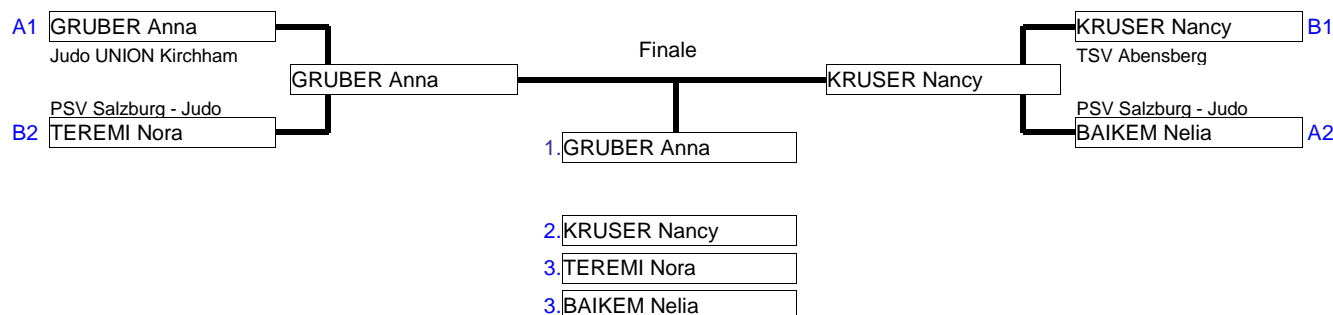 A1 GRUBER Anna
Judo UNION Kirchham
GRUBER Anna
PSV Salzburg - Judo
B2 TEREMI Nora
Finale
KRUSER Nancy B1
TSV Abensberg
KRUSER Nancy
PSV Salzburg - Judo
BAIKEM Nelia A2
1. GRUBER Anna
2. KRUSER Nancy
3. TEREMI Nora
3. BAIKEM Nelia